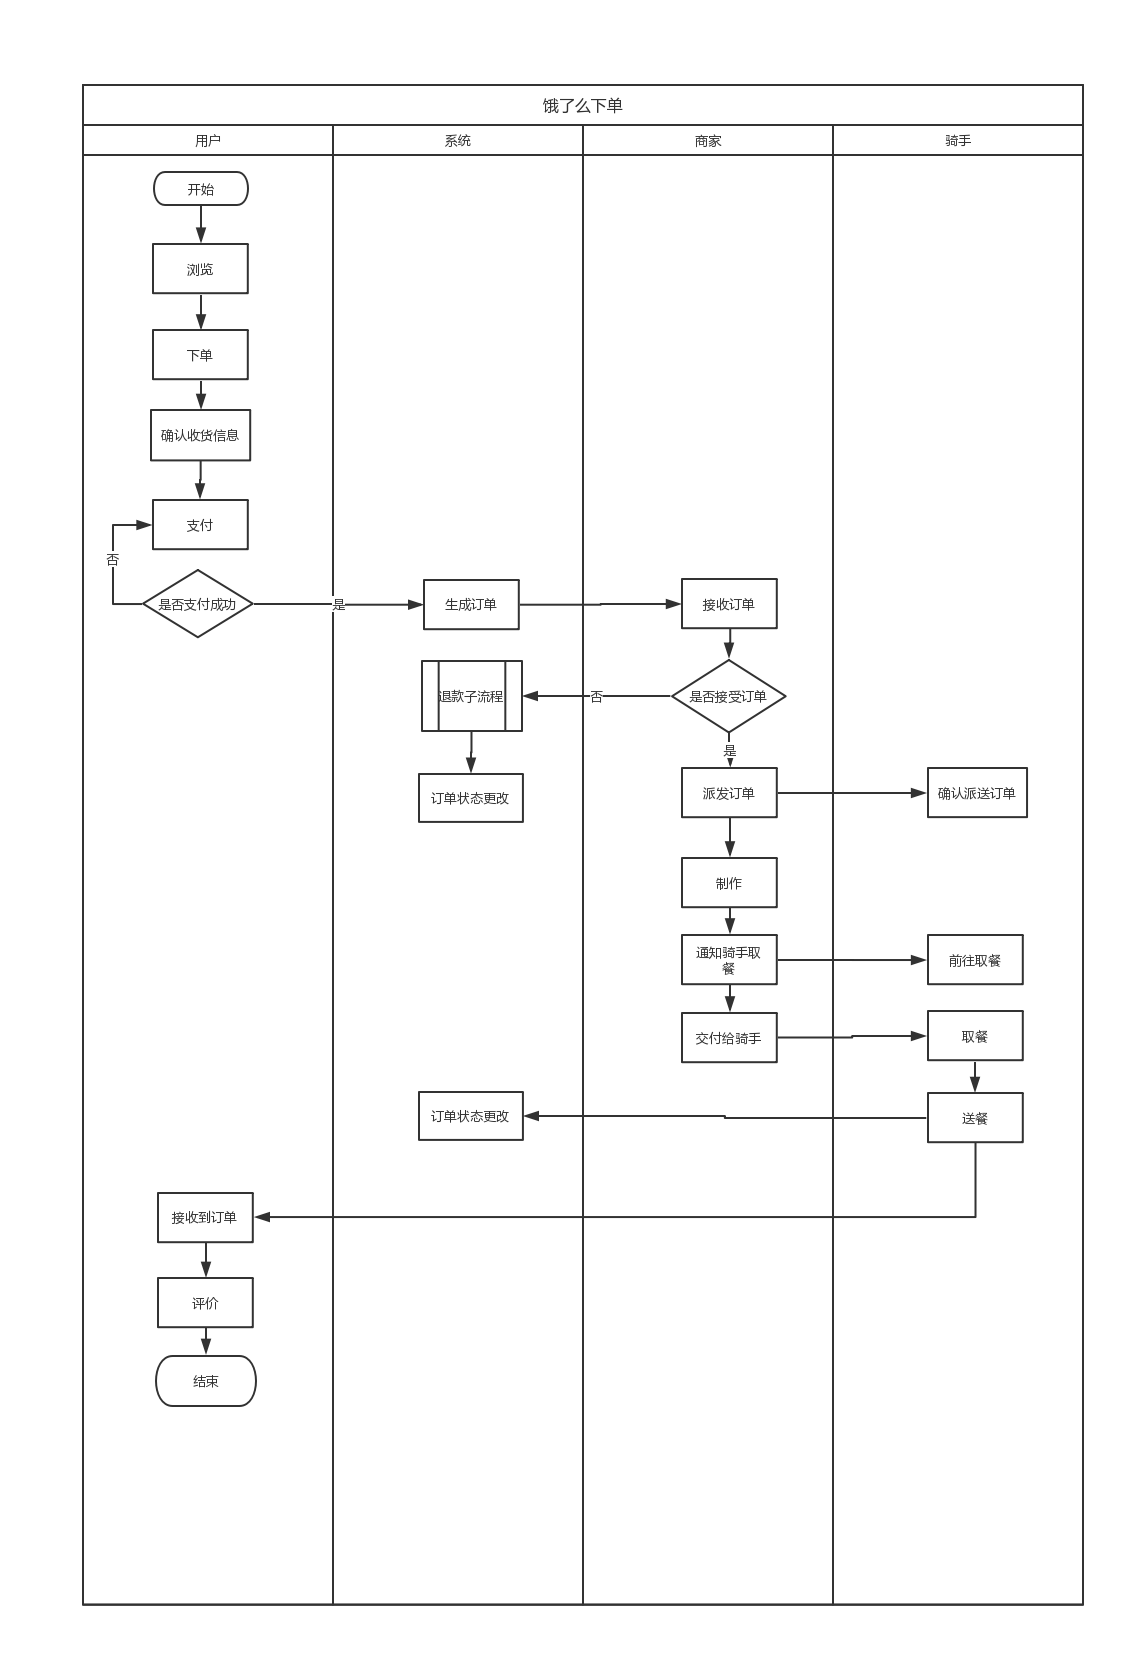 饿了么下单
用户
系统
商家
骑手
开始
浏览
下单
确认收货信息
支付
否
是否支付成功
是
生成订单
接收订单
退款子流程
否
是否接受订单
是
订单状态更改
派发订单
确认派送订单
制作
通知骑手取
餐
前往取餐
交付给骑手
取餐
订单状态更改
送餐
接收到订单
评价
结束